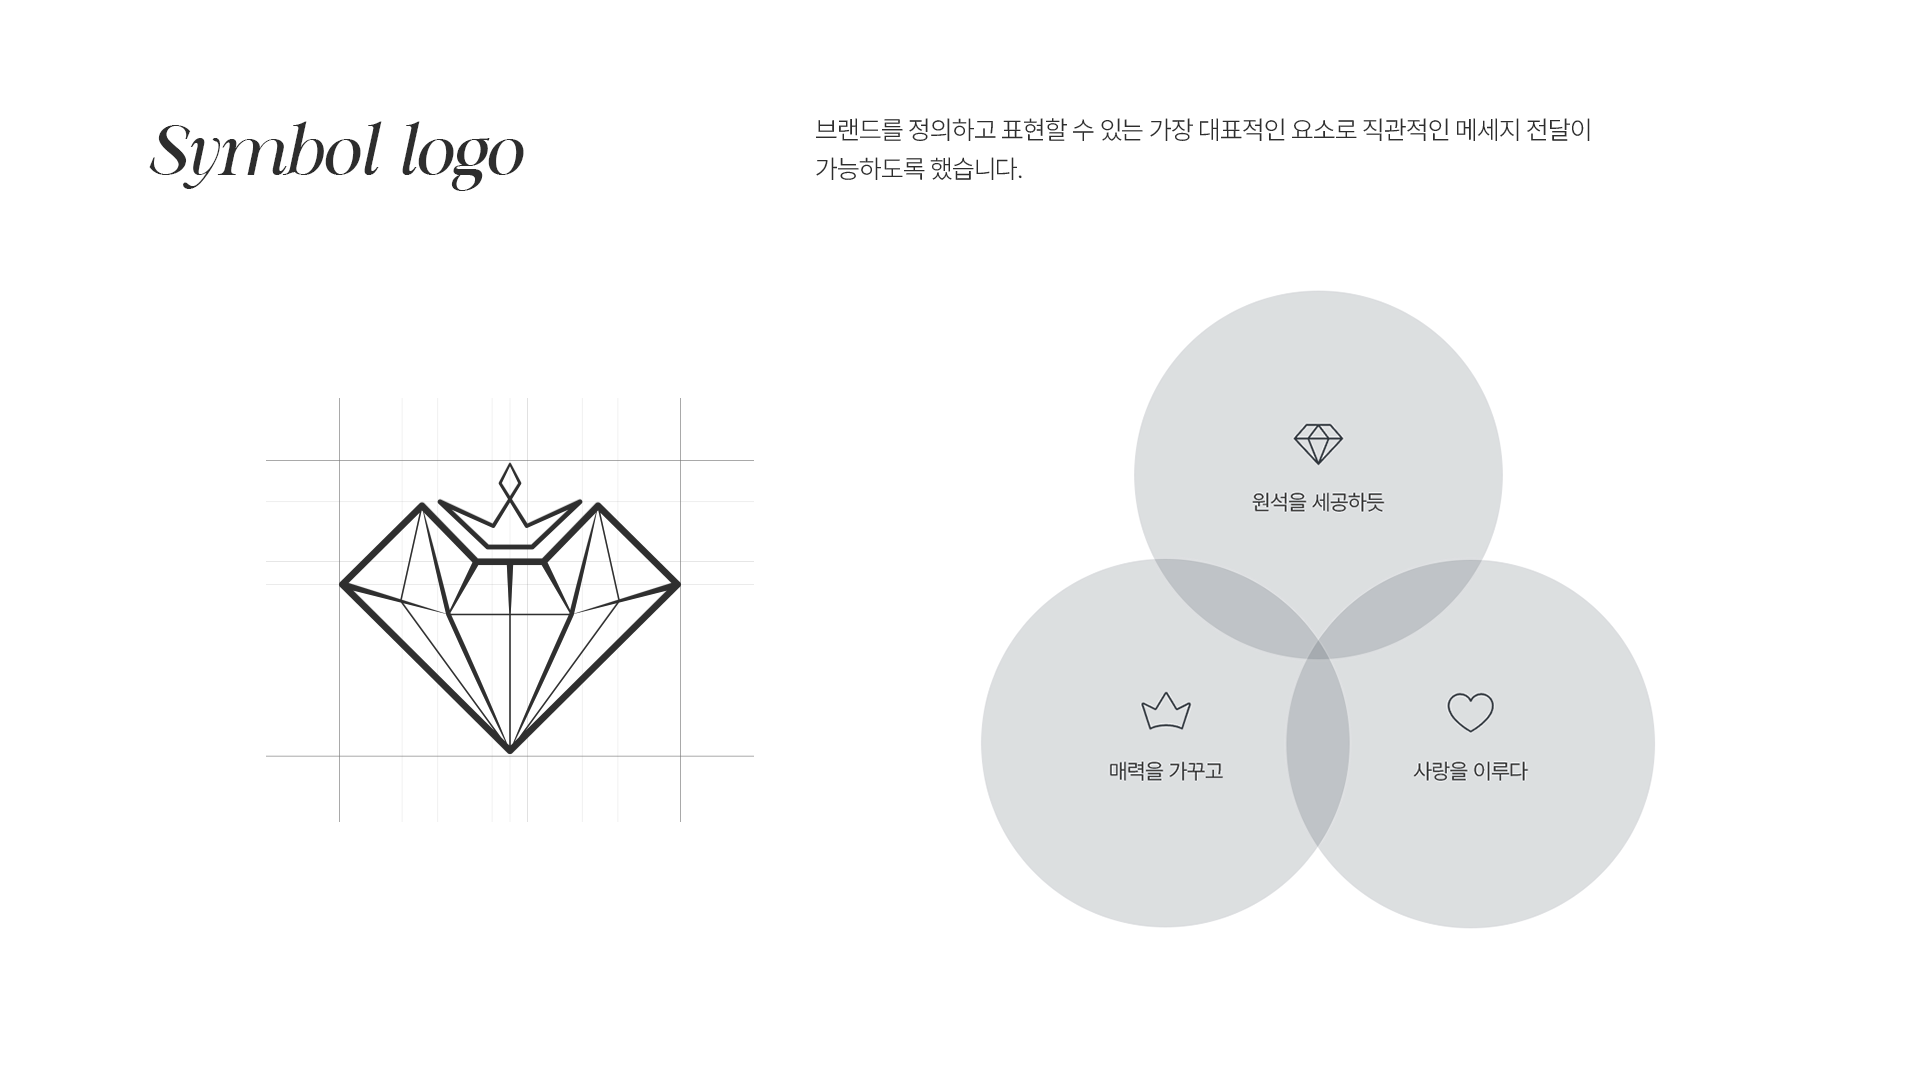 Symbol logo
브랜드를 정의하고 표현할 수 있는 가장 대표적인 요소로 직관적인 메세지 전달이
가능하도록 했습니다.
원석을 세공하듯
매력을 가꾸고
사랑을 이루다